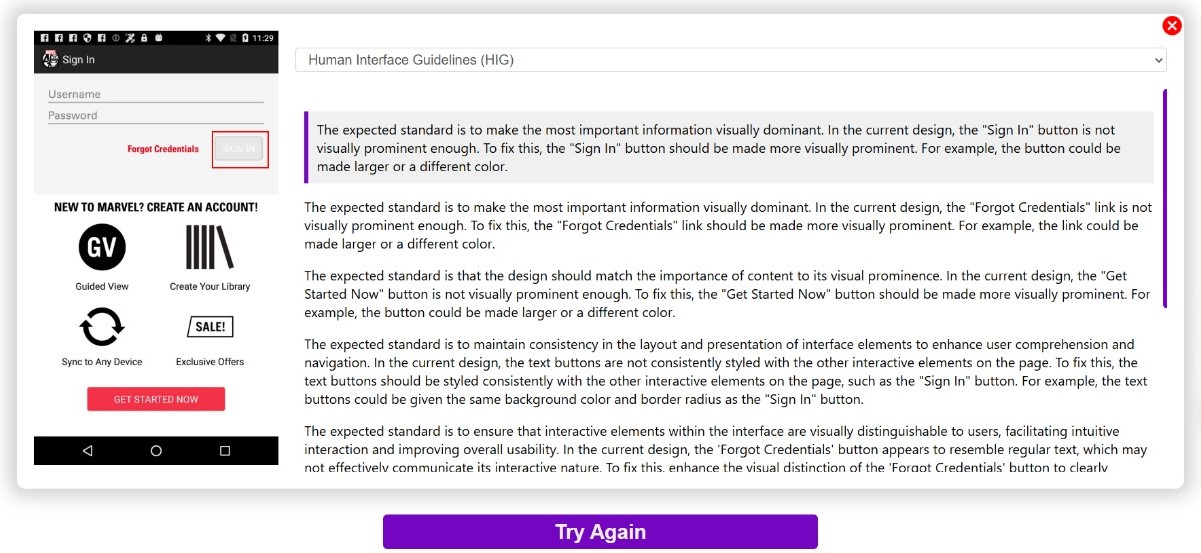 11:29
Sign In
Username
Password
Forgot Credentials
SIGN IN
NEW TO MARVEL? CREATE AN ACCOUNT!
GV
Guided View
Create Your Library
SALE!
Sync to Any Device
Exclusive Offers
GET STARTED NOW
Human Interface Guidelines (HIG)
The expected standard is to make the most important information visually dominant. In the current design, the "Sign In" button is not
visually prominent enough. To fix this, the "Sign In" button should be made more visually prominent. For example, the button could be
made larger or a different color.
The expected standard is to make the most important information visually dominant. In the current design, the "Forgot Credentials" link is not
visually prominent enough. To fix this, the "Forgot Credentials" link should be made more visually prominent. For example, the link could be
made larger or a different color.
The expected standard is that the design should match the importance of content to its visual prominence. In the current design, the "Get
Started Now" button is not visually prominent enough. To fix this, the "Get Started Now" button should be made more visually prominent. For
example, the button could be made larger or a different color.
The expected standard is to maintain consistency in the layout and presentation of interface elements to enhance user comprehension and
navigation. In the current design, the text buttons are not consistently styled with the other interactive elements on the page. To fix this, the
text buttons should be styled consistently with the other interactive elements on the page, such as the "Sign In" button. For example, the text
buttons could be given the same background color and border radius as the "Sign In" button.
The expected standard is to ensure that interactive elements within the interface are visually distinguishable to users, facilitating intuitive
interaction and improving overall usability. In the current design, the 'Forgot Credentials' button appears to resemble regular text, which may
not effectively communicate its interactive nature. To fix this, enhance the visual distinction of the 'Forgot Credentials' button to clearly
Try Again